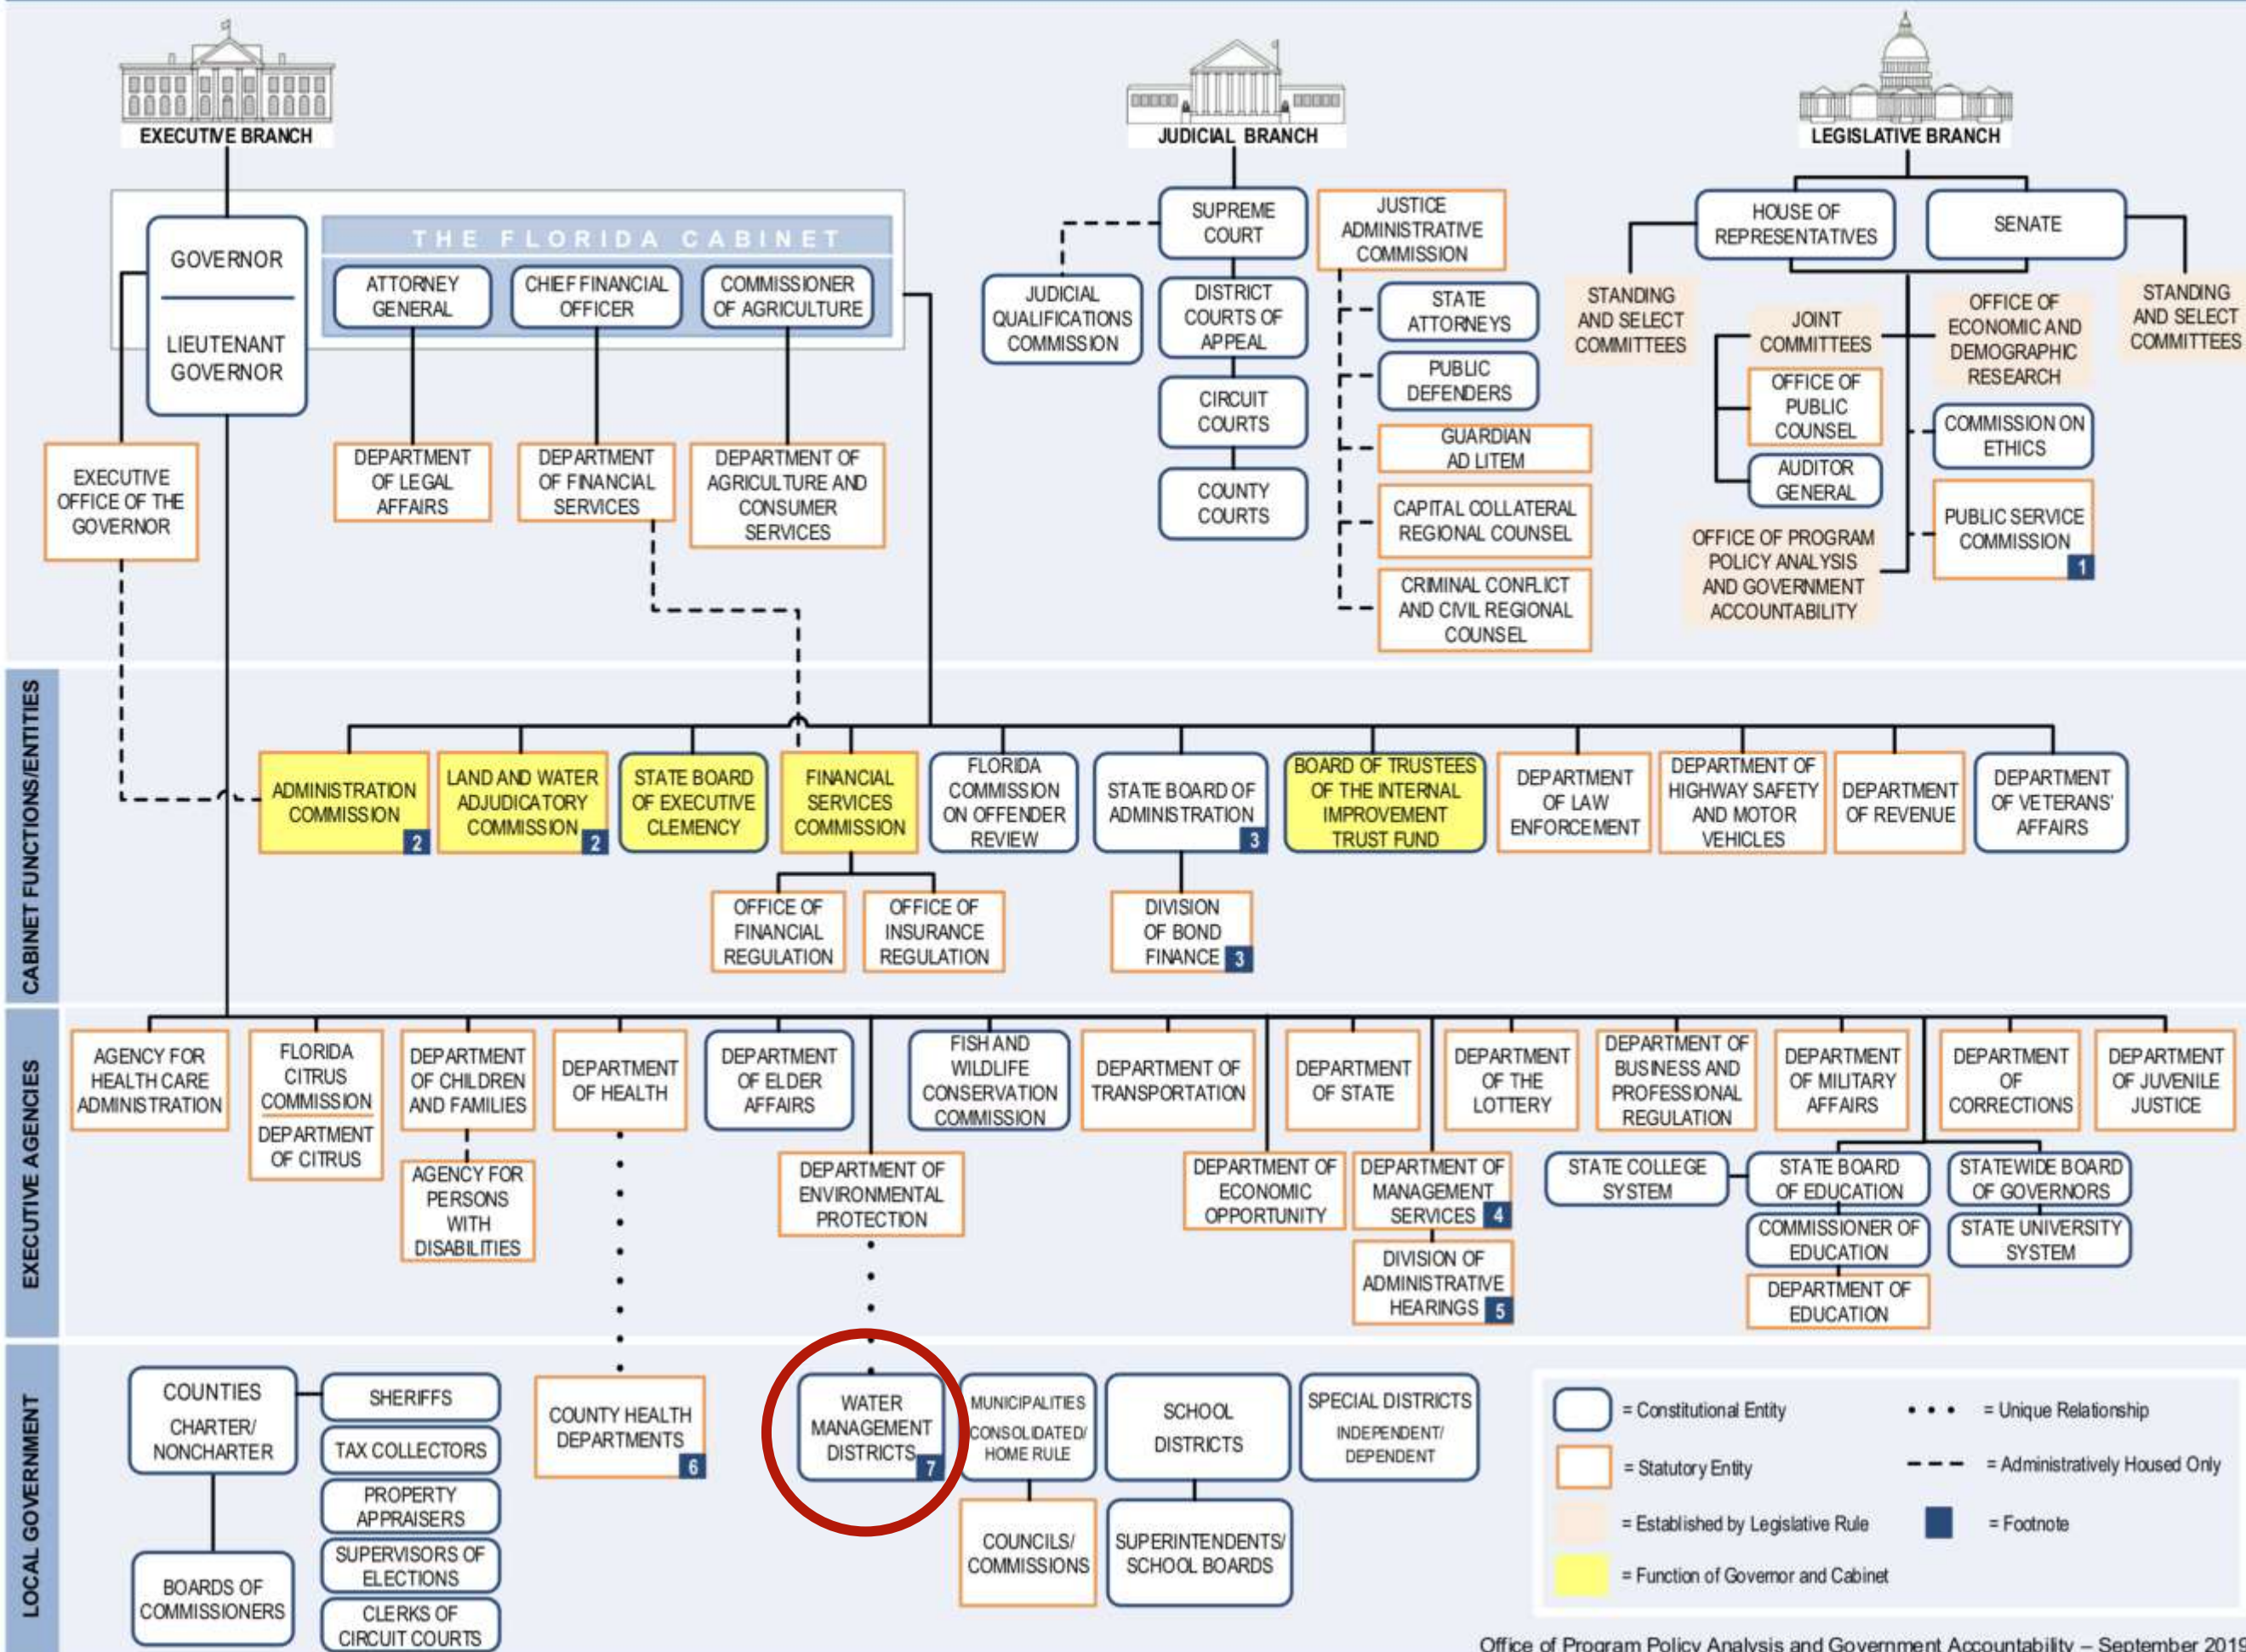 EXECUTIVE BRANCH
JUDICIAL BRANCH
LEGISLATIVE BRANCH
GOVERNOR
LIEUTENANT
GOVERNOR
THE FLORIDA CABINET
ATTORNEY
GENERAL
CHIEF FINANCIAL
OFFICER
COMMISSIONER
OF AGRICULTURE
EXECUTIVE
OFFICE OF THE
GOVERNOR
DEPARTMENT
OF LEGAL
AFFAIRS
DEPARTMENT
OF FINANCIAL
SERVICES
DEPARTMENT OF
AGRICULTURE AND
CONSUMER
SERVICES
SUPREME
COURT
JUDICIAL
QUALIFICATIONS
COMMISSION
DISTRICT
COURTS OF
APPEAL
CIRCUIT
COURTS
COUNTY
COURTS
JUSTICE
ADMINISTRATIVE
COMMISSION
STATE
ATTORNEYS
PUBLIC
DEFENDERS
GUARDIAN
AD LITEM
CAPITAL COLLATERAL
REGIONAL COUNSEL
CRIMINAL CONFLICT
AND CIVIL REGIONAL
COUNSEL
HOUSE OF
REPRESENTATIVES
SENATE
STANDING
AND SELECT
COMMITTEES
JOINT
COMMITTEES
OFFICE OF
PUBLIC
COUNSEL
AUDITOR
GENERAL
OFFICE OF PROGRAM
POLICY ANALYSIS
AND GOVERNMENT
ACCOUNTABILITY
OFFICE OF
ECONOMIC AND
DEMOGRAPHIC
RESEARCH
COMMISSION ON
ETHICS
PUBLIC SERVICE
COMMISSION
1
STANDING
AND SELECT
COMMITTEES
CABINET FUNCTIONS/ENTITIES
ADMINISTRATION
COMMISSION
2
LAND AND WATER
ADJUDICATORY
COMMISSION
2
STATE BOARD
OF EXECUTIVE
CLEMENCY
FINANCIAL
SERVICES
COMMISSION
FLORIDA
COMMISSION
ON OFFENDER
REVIEW
STATE BOARD OF
ADMINISTRATION
3
BOARD OF TRUSTEES
OF THE INTERNAL
IMPROVEMENT
TRUST FUND
DEPARTMENT
OF LAW
ENFORCEMENT
DEPARTMENT OF
HIGHWAY SAFETY
AND MOTOR
VEHICLES
DEPARTMENT
OF REVENUE
DEPARTMENT
OF VETERANS'
AFFAIRS
OFFICE OF
FINANCIAL
REGULATION
OFFICE OF
INSURANCE
REGULATION
DIVISION
OF BOND
FINANCE 3
EXECUTIVE AGENCIES
AGENCY FOR
HEALTH CARE
ADMINISTRATION
FLORIDA
CITRUS
COMMISSION
DEPARTMENT
OF CITRUS
DEPARTMENT
OF CHILDREN
AND FAMILIES
AGENCY FOR
PERSONS
WITH
DISABILITIES
DEPARTMENT
OF HEALTH
DEPARTMENT
OF ELDER
AFFAIRS
DEPARTMENT OF
ENVIRONMENTAL
PROTECTION
FISH AND
WILDLIFE
CONSERVATION
COMMISSION
DEPARTMENT OF
TRANSPORTATION
DEPARTMENT OF
ECONOMIC
OPPORTUNITY
DEPARTMENT
OF STATE
DEPARTMENT OF
MANAGEMENT
SERVICES 4
DIVISION OF
ADMINISTRATIVE
HEARINGS 5
DEPARTMENT
OF THE
LOTTERY
DEPARTMENT OF
BUSINESS AND
PROFESSIONAL
REGULATION
DEPARTMENT
OF MILITARY
AFFAIRS
DEPARTMENT
OF
CORRECTIONS
DEPARTMENT
OF JUVENILE
JUSTICE
STATE COLLEGE
SYSTEM
STATE BOARD
OF EDUCATION
COMMISSIONER OF
EDUCATION
DEPARTMENT OF
EDUCATION
STATEWIDE BOARD
OF GOVERNORS
STATE UNIVERSITY
SYSTEM
LOCAL GOVERNMENT
COUNTIES
CHARTER/
NONCHARTER
BOARDS OF
COMMISSIONERS
SHERIFFS
TAX COLLECTORS
PROPERTY
APPRAISERS
SUPERVISORS OF
ELECTIONS
CLERKS OF
CIRCUIT COURTS
COUNTY HEALTH
DEPARTMENTS
6
WATER
MANAGEMENT
DISTRICTS
7
MUNICIPALITIES
CONSOLIDATED/
HOME RULE
COUNCILS/
COMMISSIONS
SCHOOL
DISTRICTS
SUPERINTENDENTS/
SCHOOL BOARDS
SPECIAL DISTRICTS
INDEPENDENT/
DEPENDENT
= Constitutional Entity
= Statutory Entity
= Established by Legislative Rule
= Function of Governor and Cabinet
= Unique Relationship
= Administratively Housed Only
= Footnote
Office of Program Policy Analysis and Government Accountability – September 2019